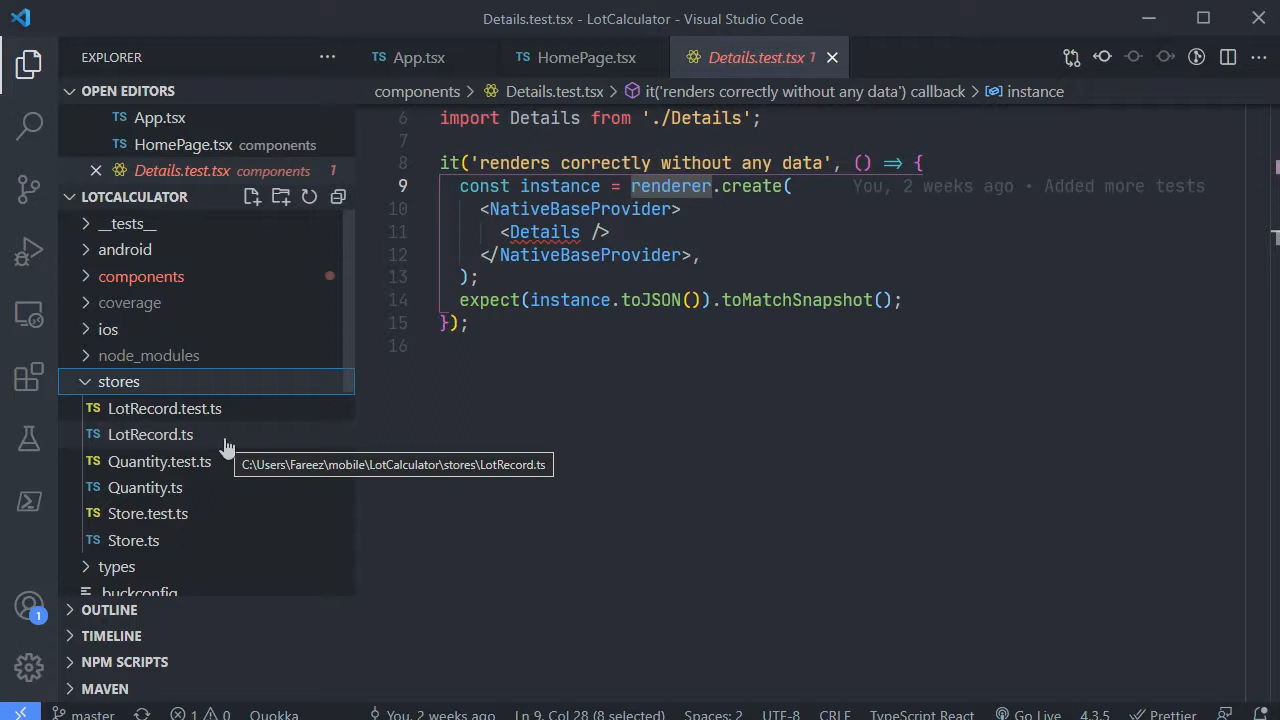 Details.test.tsx - LotCalculator - Visual Studio Code
EXPLORER
TS App.tsx
TS HomePage.tsx
Details.test.tsx 1
components > Details.test.tsx > it('renders correctly without any data') callback > instance
OPEN EDITORS
TS App.tsx
TS HomePage.tsx components
Details.test.tsx components 1
LOTCALCULATOR
__tests__
android
components
coverage
ios
node_modules
stores
TS LotRecord.test.ts
TS LotRecord.ts
TS Quantity.test.ts
TS Quantity.ts
TS Store.test.ts
TS Store.ts
types
.buckconfig
OUTLINE
TIMELINE
NPM SCRIPTS
MAVEN
C:\Users\Fareez\mobile\LotCalculator\stores\LotRecord.ts
6 import Details from './Details';
7
8 it('renders correctly without any data', () => {
9 const instance = renderer.create( You, 2 weeks ago • Added more tests
10 <NativeBaseProvider>
11 <Details />
12 </NativeBaseProvider>,
13 );
14 expect(instance.toJSON()).toMatchSnapshot();
15 });
16
1
master 1 0 Quokka You, 2 weeks ago Ln 9, Col 28 (8 selected) Spaces: 2 UTF-8 CRLF TypeScript React Go Live 4.3.5 Prettier